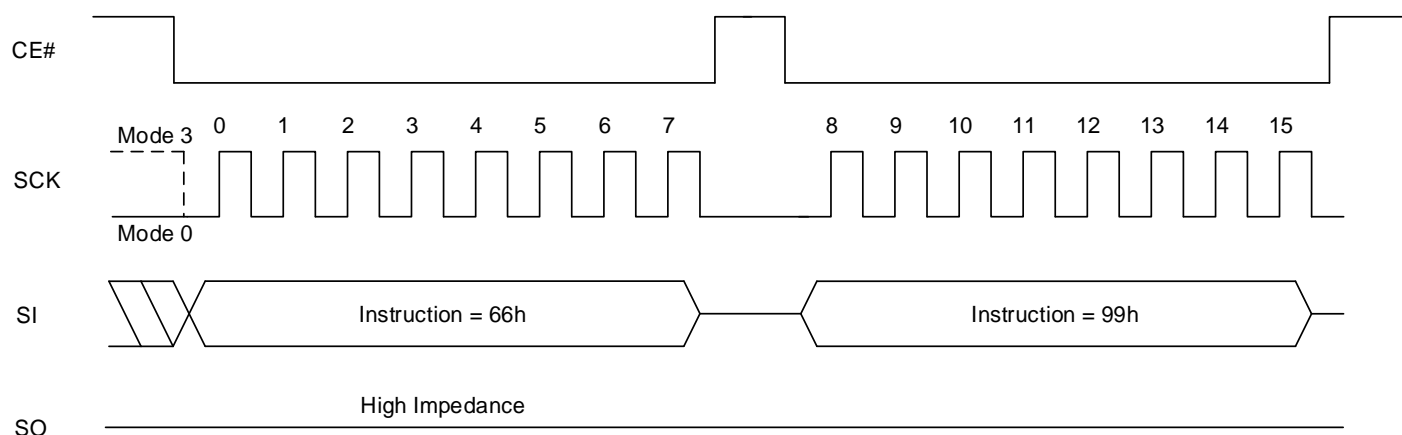 CE#
Mode 3
0 1 2 3 4 5 6 7 8 9 10 11 12 13 14 15
SCK
Mode 0
SI
Instruction = 66h
Instruction = 99h
High Impedance
SO